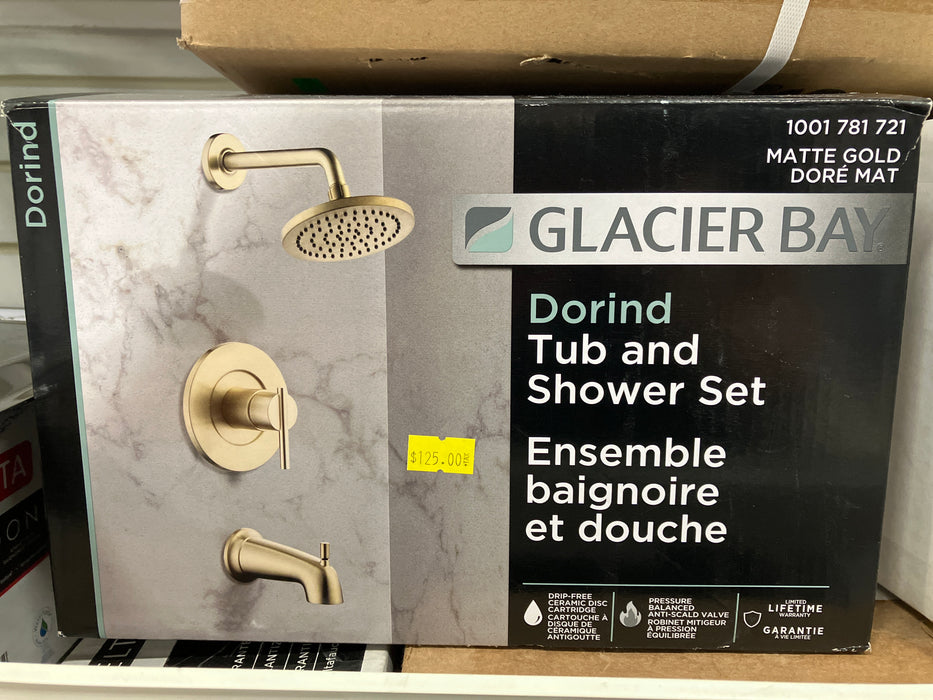 Dorind
1001 781 721
MATTE GOLD
DORÉ MAT
GLACIER BAY
Dorind
Tub and
Shower Set
Ensemble
baignoire
et douche
$125.00
DRIP-FREE
CERAMIC DISC
CARTRIDGE
CARTOUCHE À
DISQUE DE
CÉRAMIQUE
ANTIGOUTTE
PRESSURE
BALANCED
ANTI-SCALD VALVE
ROBINET MITIGEUR
À PRESSION
ÉQUILIBRÉE
LIMITED
LIFETIME
WARRANTY
GARANTIE
À VIE LIMITÉE
TA
ON